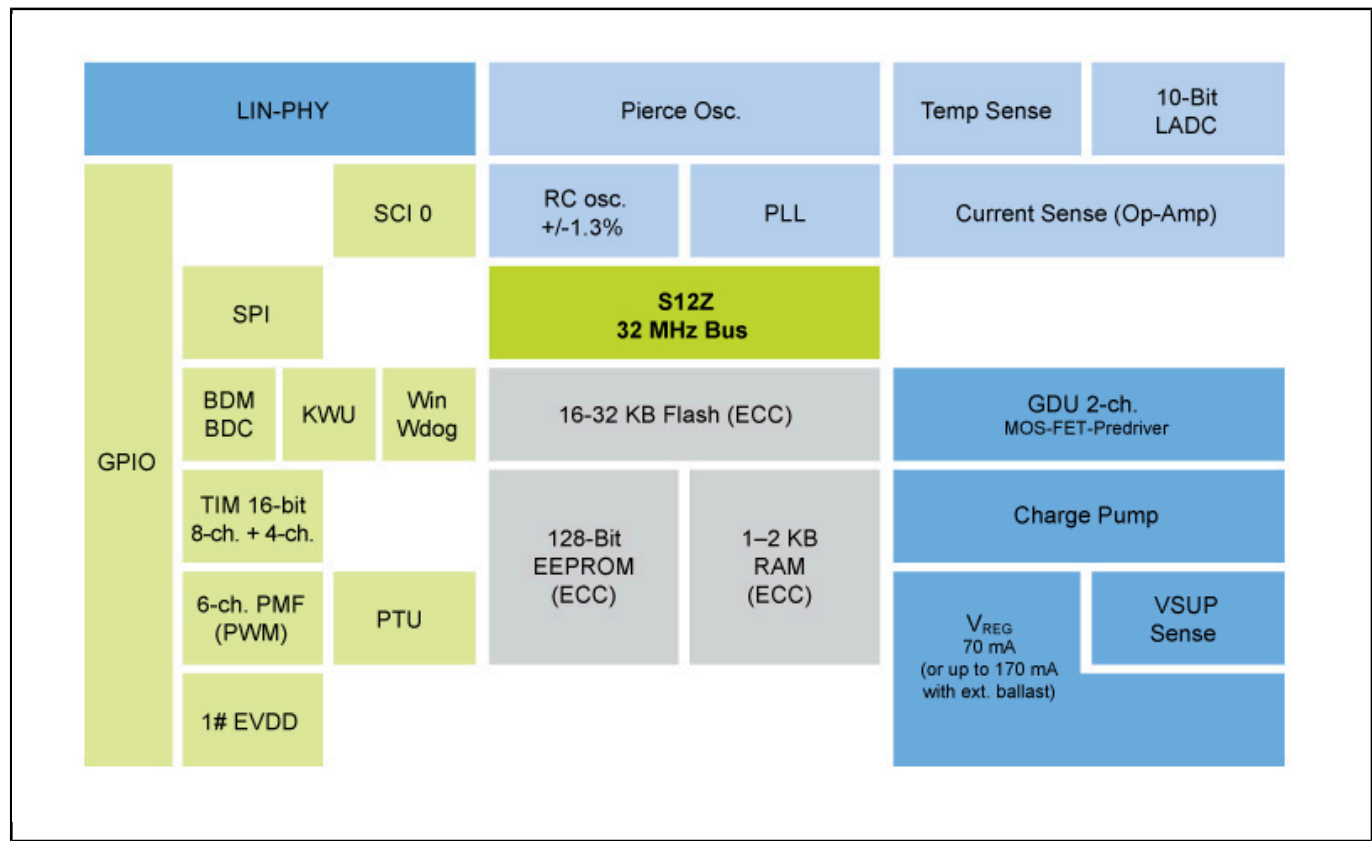 LIN-PHY
Pierce Osc.
Temp Sense
10-Bit
LADC
SCI 0
RC osc.
+/-1.3%
PLL
Current Sense (Op-Amp)
SPI
S12Z
32 MHz Bus
GPIO
BDM
BDC
KWU
Win
Wdog
16-32 KB Flash (ECC)
GDU 2-ch.
MOS-FET-Predriver
TIM 16-bit
8-ch. + 4-ch.
128-Bit
EEPROM
(ECC)
1–2 KB
RAM
(ECC)
Charge Pump
6-ch. PMF
(PWM)
PTU
VREG
70 mA
(or up to 170 mA
with ext. ballast)
VSUP
Sense
1# EVDD